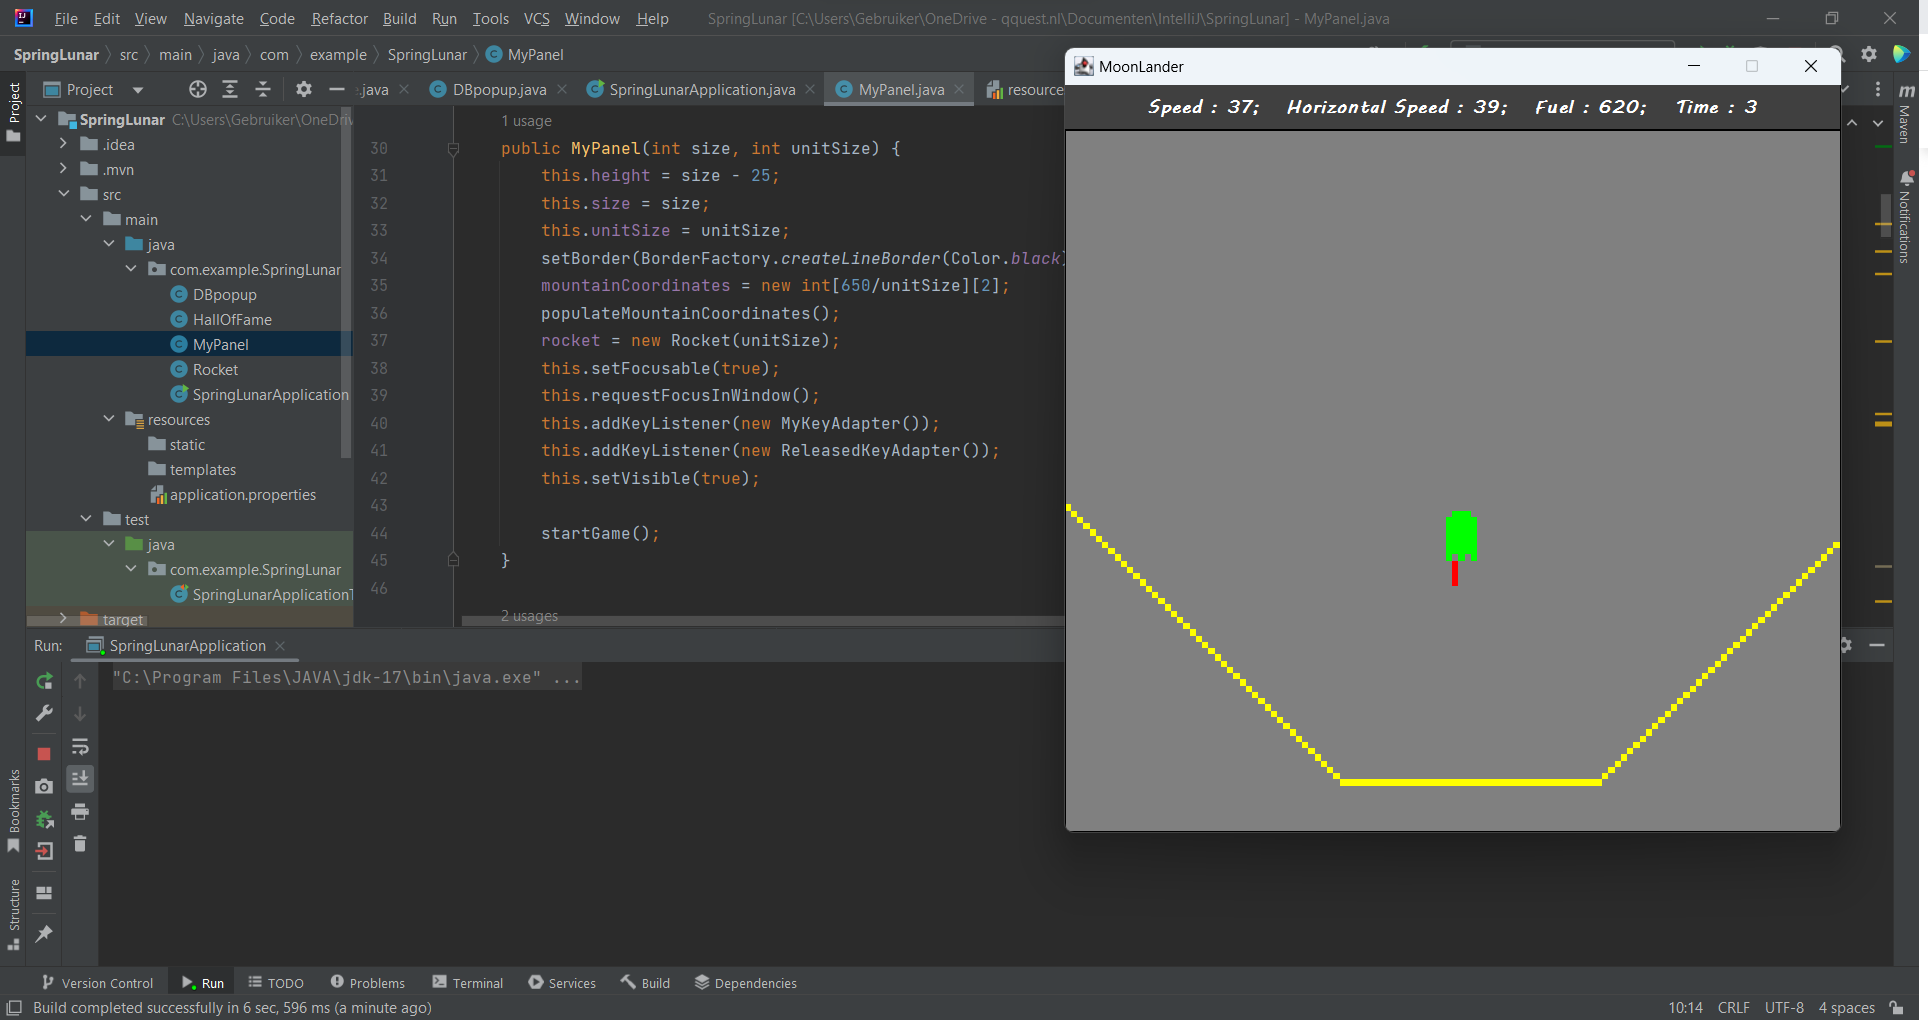 File Edit View Navigate Code Refactor Build Run Tools VCS Window Help SpringLunar [C:\Users\Gebruiker\OneDrive - qquest.nl\Documenten\IntelliJ\SpringLunar] - MyPanel.java
SpringLunar src main java com example SpringLunar MyPanel
Project .java DBpopup.java SpringLunarApplication.java MyPanel.java resource
Project
SpringLunar C:\Users\Gebruiker\OneDriv
.idea
.mvn
src
main
java
com.example.SpringLunar
DBpopup
HallOfFame
MyPanel
Rocket
SpringLunarApplication
resources
static
templates
application.properties
test
java
com.example.SpringLunar
SpringLunarApplicationT
target
1 usage
30 public MyPanel(int size, int unitSize) {
31 this.height = size - 25;
32 this.size = size;
33 this.unitSize = unitSize;
34 setBorder(BorderFactory.createLineBorder(Color.black)
35 mountainCoordinates = new int[650/unitSize][2];
36 populateMountainCoordinates();
37 rocket = new Rocket(unitSize);
38 this.setFocusable(true);
39 this.requestFocusInWindow();
40 this.addKeyListener(new MyKeyAdapter());
41 this.addKeyListener(new ReleasedKeyAdapter());
42 this.setVisible(true);
43
44 startGame();
45 }
46
2 usages
MoonLander
Speed : 37; Horizontal Speed : 39; Fuel : 620; Time : 3
Maven
Notifications
Run: SpringLunarApplication
"C:\Program Files\JAVA\jdk-17\bin\java.exe" ...
Bookmarks
Structure
Version Control Run TODO Problems Terminal Services Build Dependencies
Build completed successfully in 6 sec, 596 ms (a minute ago) 10:14 CRLF UTF-8 4 spaces